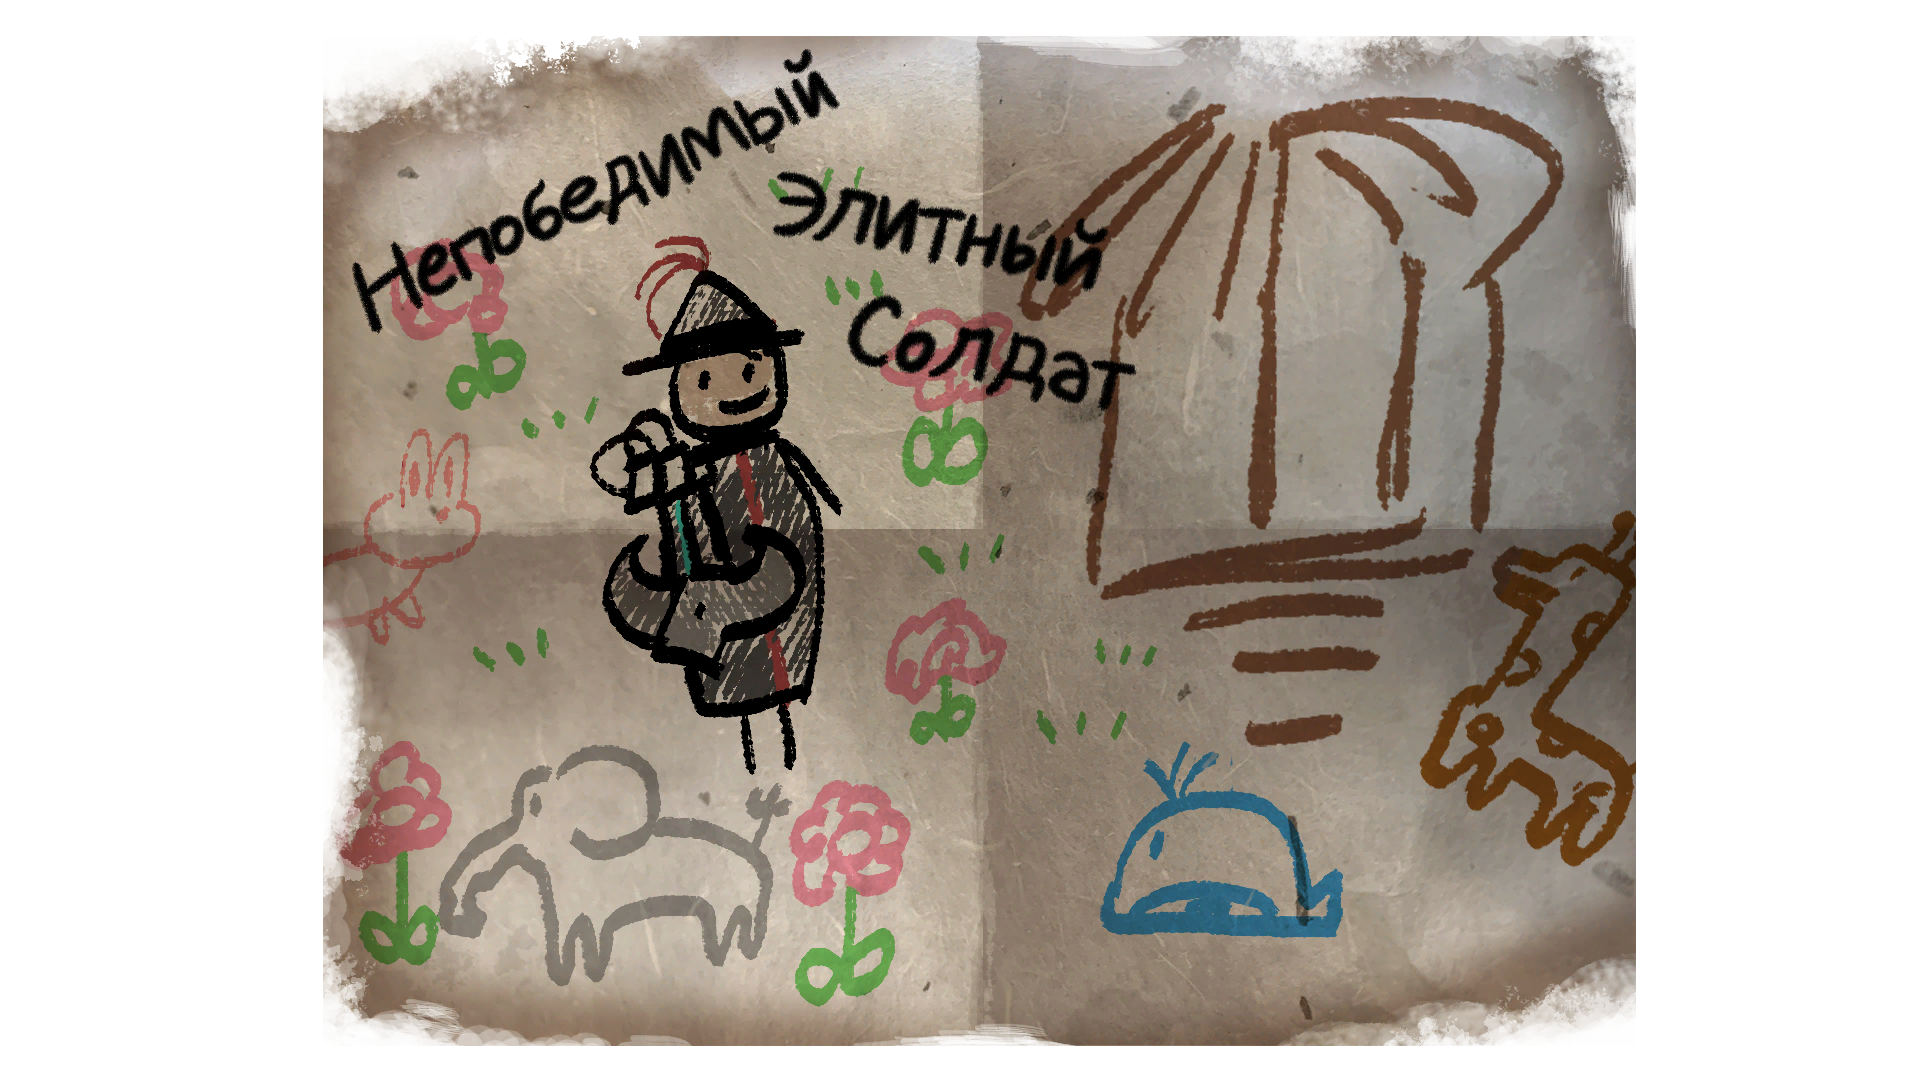 Непобедимый
Элитный
Солдат